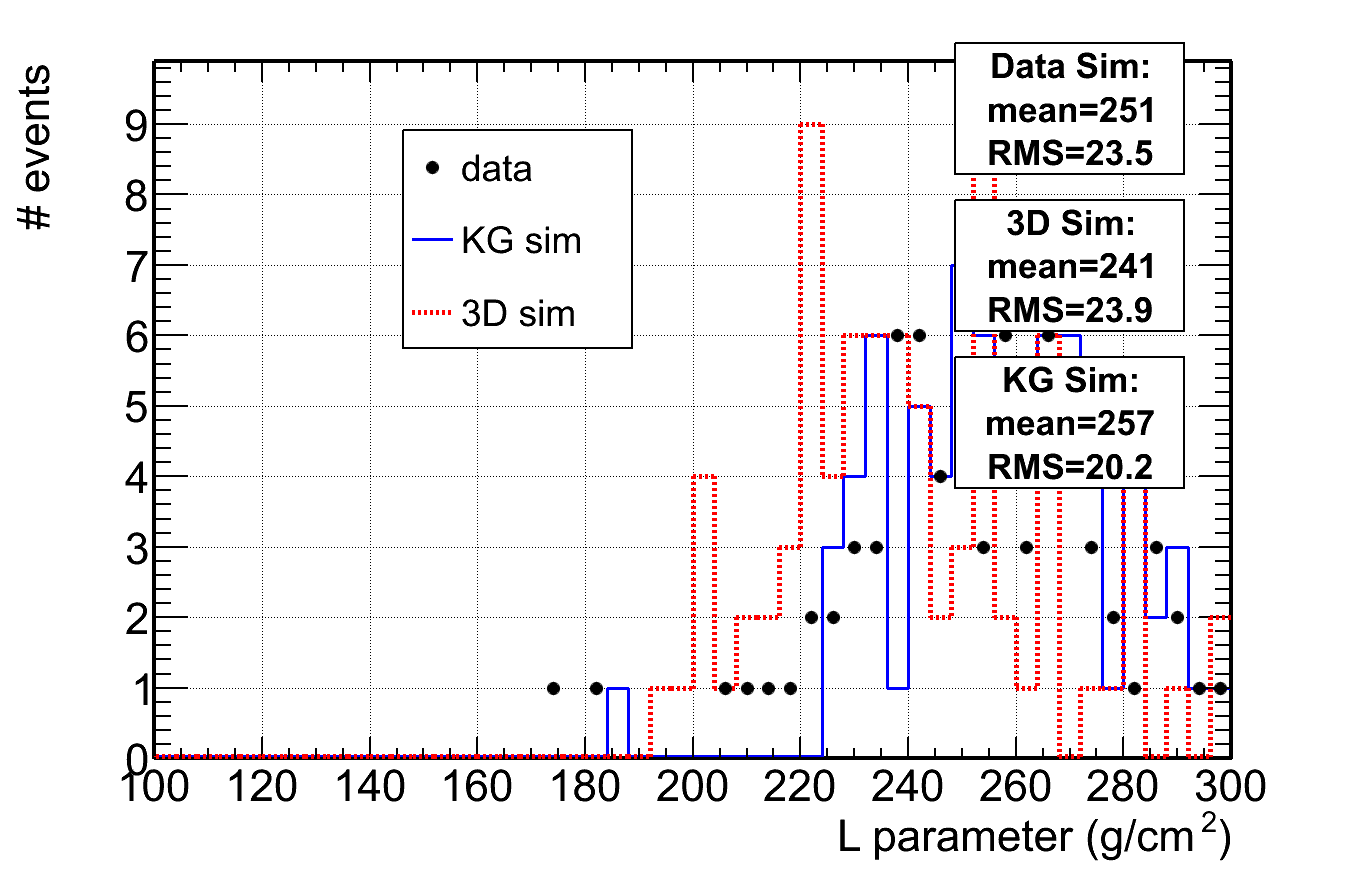 # events
Data Sim:
mean=251
RMS=23.5
3D Sim:
mean=241
RMS=23.9
KG Sim:
mean=257
RMS=20.2
data
KG sim
3D sim
9
8
7
6
5
4
3
2
1
0
100 120 140 160 180 200 220 240 260 280 300
L parameter (g/cm²)